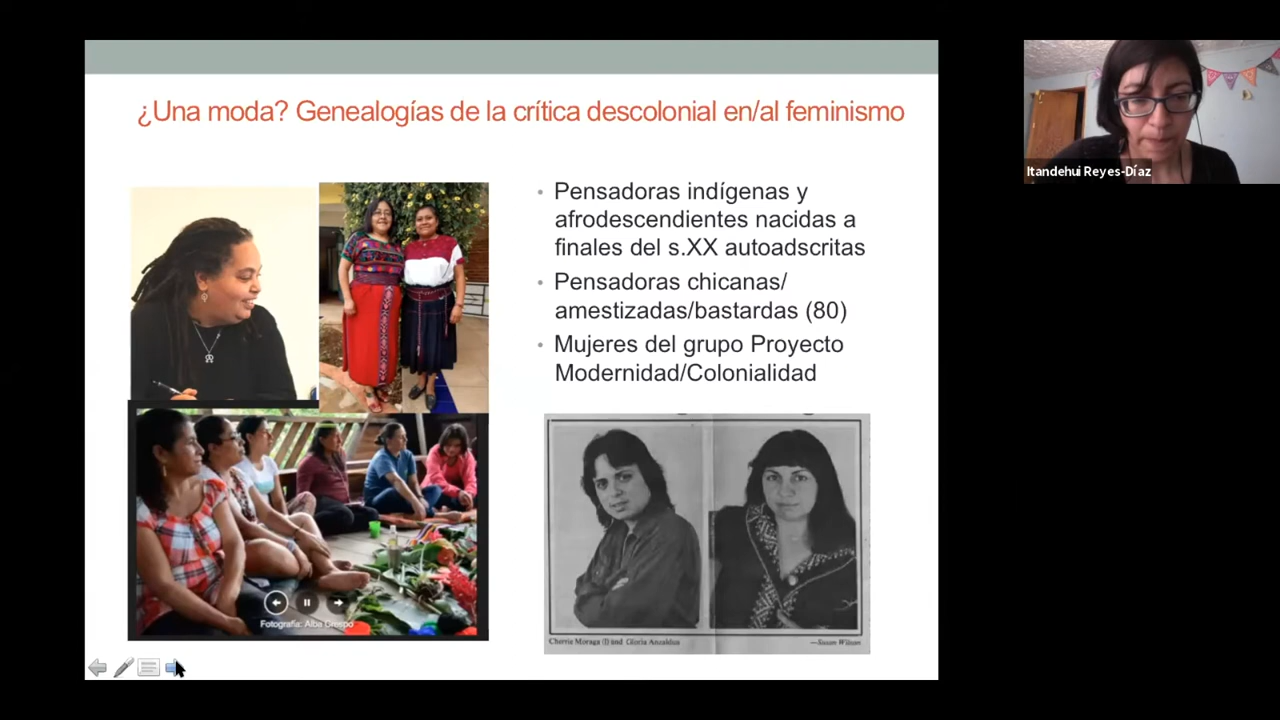 ¿Una moda? Genealogías de la crítica descolonial en/al feminismo
• Pensadoras indígenas y
afrodescendientes nacidas a
finales del s.XX autoadscritas
• Pensadoras chicanas/
amestizadas/bastardas (80)
• Mujeres del grupo Proyecto
Modernidad/Colonialidad
Fotografía: Alba Crespo
Cherríe Moraga (l) and Gloria Anzaldua
—Susan Wilson
Itandehui Reyes-Díaz